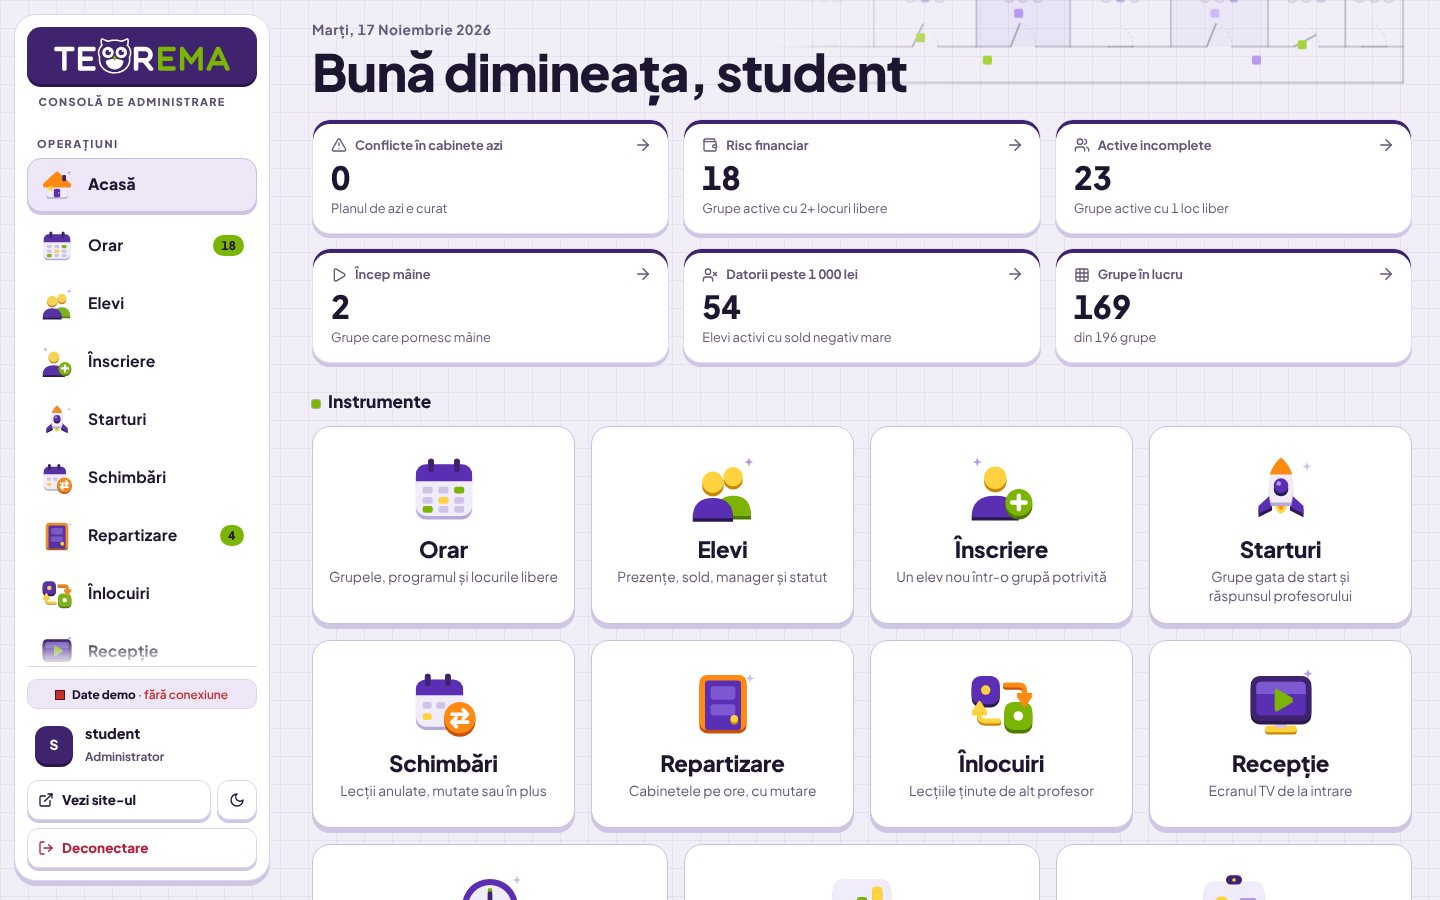 TEOREMA
CONSOLĂ DE ADMINISTRARE
OPERAȚIUNI
Acasă
Orar
18
Elevi
Înscriere
Starturi
Schimbări
Repartizare
4
Înlocuiri
Recepție
Date demo · fără conexiune
S
student
Administrator
Vezi site-ul
Deconectare
Marți, 17 Noiembrie 2026
Bună dimineața, student
Conflicte în cabinete azi
0
Planul de azi e curat
Risc financiar
18
Grupe active cu 2+ locuri libere
Active incomplete
23
Grupe active cu 1 loc liber
Încep mâine
2
Grupe care pornesc mâine
Datorii peste 1 000 lei
54
Elevi activi cu sold negativ mare
Grupe în lucru
169
din 196 grupe
Instrumente
Orar
Grupele, programul și locurile libere
Elevi
Prezențe, sold, manager și statut
Înscriere
Un elev nou într-o grupă potrivită
Starturi
Grupe gata de start și
răspunsul profesorului
Schimbări
Lecții anulate, mutate sau în plus
Repartizare
Cabinetele pe ore, cu mutare
Înlocuiri
Lecțiile ținute de alt profesor
Recepție
Ecranul TV de la intrare